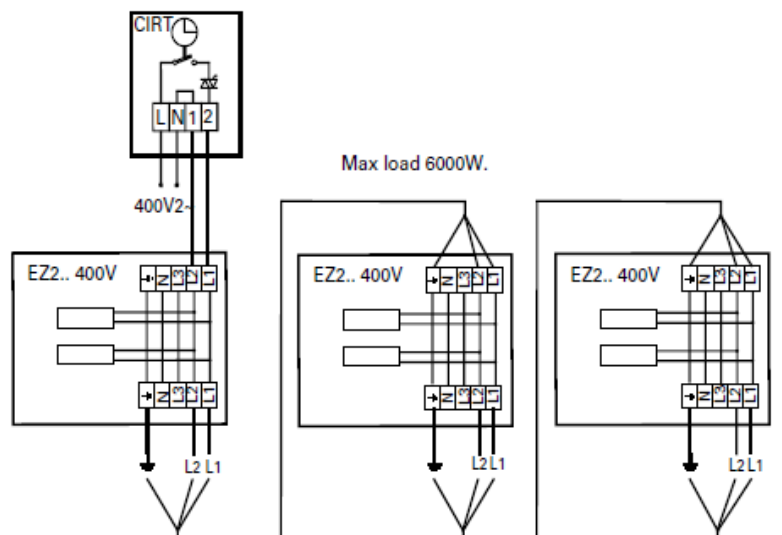 CIRT
L N 1 2
Max load 6000W.
400V2~
EZ2.. 400V
N L3 L2 L1
N L3 L2 L1
L2 L1
EZ2.. 400V
N L3 L2 L1
N L3 L2 L1
L2 L1
EZ2.. 400V
N L3 L2 L1
N L3 L2 L1
L2 L1